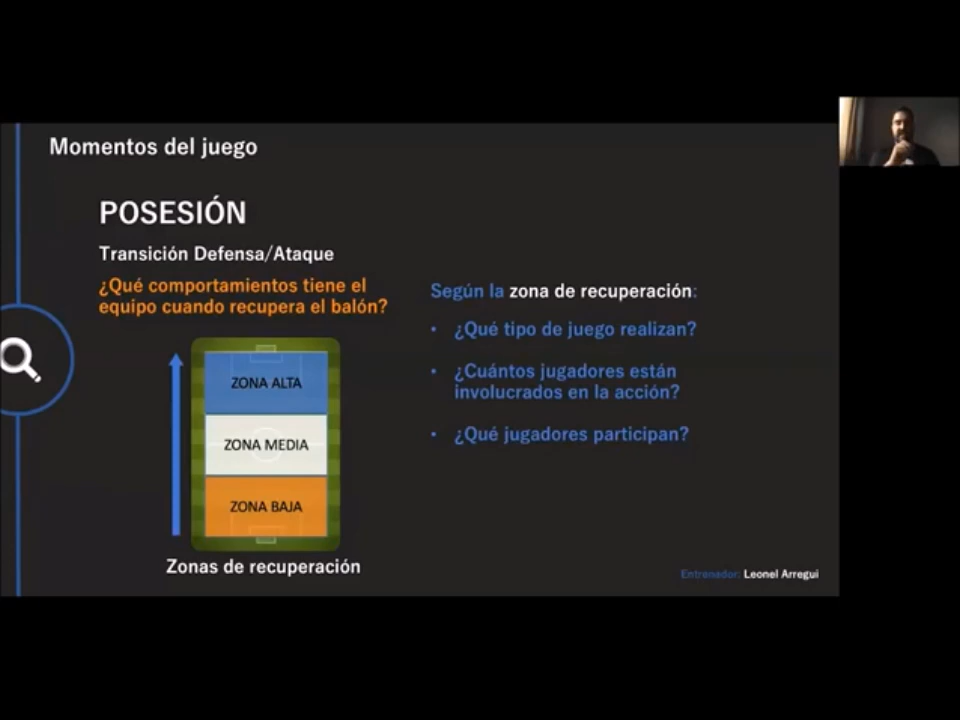 Momentos del juego
POSESIÓN
Transición Defensa/Ataque
¿Qué comportamientos tiene el
equipo cuando recupera el balón?
ZONA ALTA
ZONA MEDIA
ZONA BAJA
Zonas de recuperación
Según la zona de recuperación:
• ¿Qué tipo de juego realizan?
• ¿Cuántos jugadores están
involucrados en la acción?
• ¿Qué jugadores participan?
Entrenador: Leonel Arregui